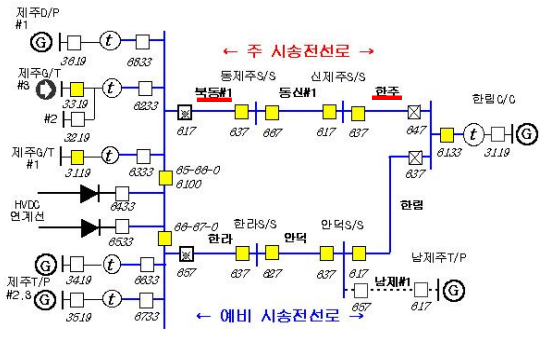 제주D/P
#1
G
t
3619
6633
← 주 시송전선로 →
제주G/T
#3
동제주S/S
신제주S/S
북동#1
동신#1
한주
한림C/C
t
3319
6233
#2
3219
617
637
667
617
637
647
t
G
6133
3119
제주G/T
#1
t
3119
6333
637
65-66-0
6100
HVDC
연계선
6433
한림
66-67-0
한라S/S
안덕S/S
6533
한라
안덕
남제주T/P
G
t
657
637
627
637
617
3419
6633
제주T/P
#2,3
남제#1
G
G
t
657
617
3519
6733
← 예비 시송전선로 →